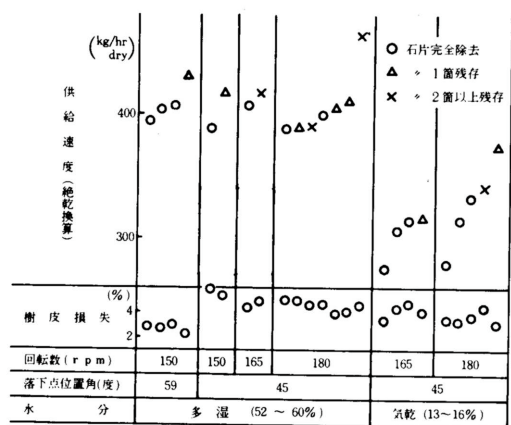 (kg/hr dry)
○ 石片完全除去
△ 〃 1箇残存
× 〃 2箇以上残存
供給速度(絶乾換算)
400
300
(%)
樹皮損失
4
2
回転数(rpm) 150 150 165 180 165 180
落下点位置角(度) 59 45 45
水分 多湿 (52～60%) 気乾 (13～16%)